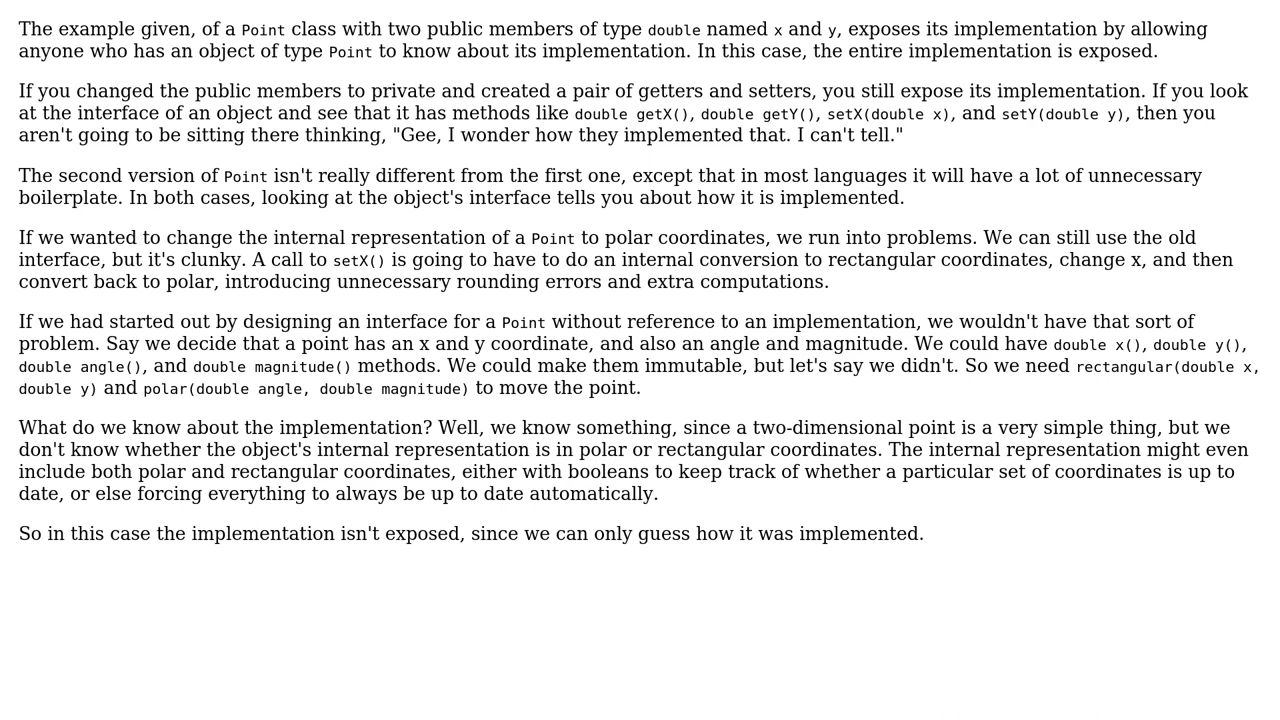 The example given, of a Point class with two public members of type double named x and y, exposes its implementation by allowing
anyone who has an object of type Point to know about its implementation. In this case, the entire implementation is exposed.
If you changed the public members to private and created a pair of getters and setters, you still expose its implementation. If you look
at the interface of an object and see that it has methods like double getX(), double getY(), setX(double x), and setY(double y), then you
aren't going to be sitting there thinking, "Gee, I wonder how they implemented that. I can't tell."
The second version of Point isn't really different from the first one, except that in most languages it will have a lot of unnecessary
boilerplate. In both cases, looking at the object's interface tells you about how it is implemented.
If we wanted to change the internal representation of a Point to polar coordinates, we run into problems. We can still use the old
interface, but it's clunky. A call to setX() is going to have to do an internal conversion to rectangular coordinates, change x, and then
convert back to polar, introducing unnecessary rounding errors and extra computations.
If we had started out by designing an interface for a Point without reference to an implementation, we wouldn't have that sort of
problem. Say we decide that a point has an x and y coordinate, and also an angle and magnitude. We could have double x(), double y(),
double angle(), and double magnitude() methods. We could make them immutable, but let's say we didn't. So we need rectangular(double x,
double y) and polar(double angle, double magnitude) to move the point.
What do we know about the implementation? Well, we know something, since a two-dimensional point is a very simple thing, but we
don't know whether the object's internal representation is in polar or rectangular coordinates. The internal representation might even
include both polar and rectangular coordinates, either with booleans to keep track of whether a particular set of coordinates is up to
date, or else forcing everything to always be up to date automatically.
So in this case the implementation isn't exposed, since we can only guess how it was implemented.